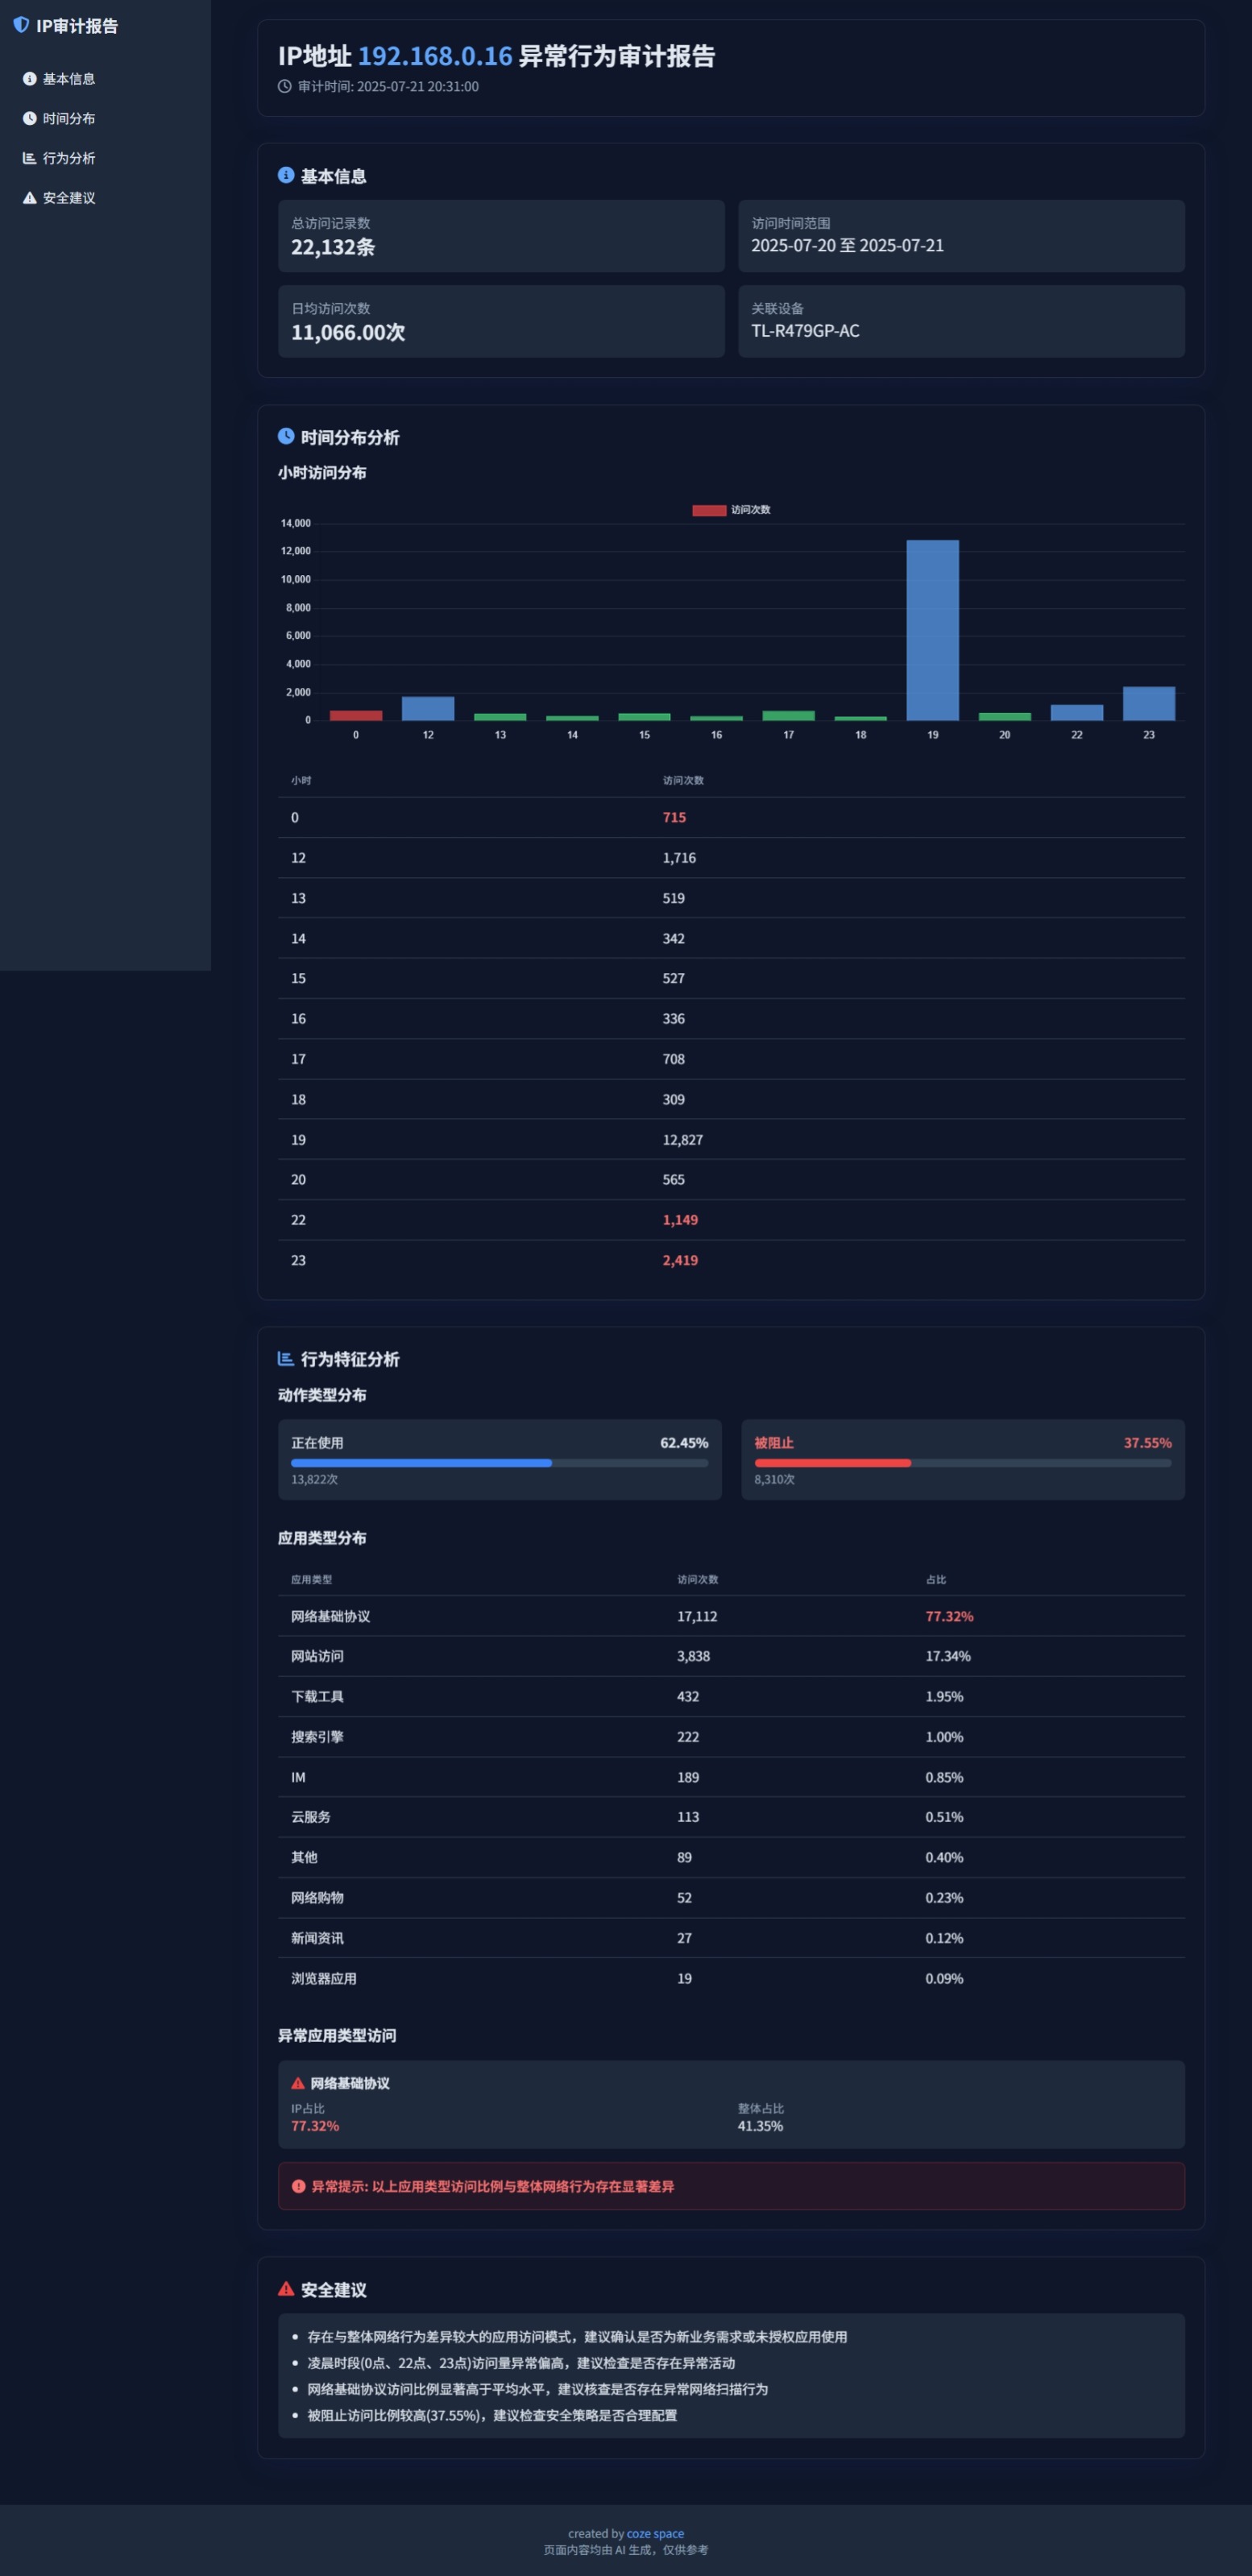 IP审计报告
基本信息
时间分布
行为分析
安全建议
IP地址 192.168.0.16 异常行为审计报告
审计时间: 2025-07-21 20:31:00
基本信息
总访问记录数
22,132条
访问时间范围
2025-07-20 至 2025-07-21
日均访问次数
11,066.00次
关联设备
TL-R479GP-AC
时间分布分析
小时访问分布
访问次数
14,000
12,000
10,000
8,000
6,000
4,000
2,000
0
0 12 13 14 15 16 17 18 19 20 22 23
小时 访问次数
0 715
12 1,716
13 519
14 342
15 527
16 336
17 708
18 309
19 12,827
20 565
22 1,149
23 2,419
行为特征分析
动作类型分布
正在使用 62.45%
13,822次
被阻止 37.55%
8,310次
应用类型分布
应用类型 访问次数 占比
网络基础协议 17,112 77.32%
网站访问 3,838 17.34%
下载工具 432 1.95%
搜索引擎 222 1.00%
IM 189 0.85%
云服务 113 0.51%
其他 89 0.40%
网络购物 52 0.23%
新闻资讯 27 0.12%
浏览器应用 19 0.09%
异常应用类型访问
网络基础协议
IP占比 整体占比
77.32% 41.35%
异常提示: 以上应用类型访问比例与整体网络行为存在显著差异
安全建议
存在与整体网络行为差异较大的应用访问模式，建议确认是否为新业务需求或未授权应用使用
凌晨时段(0点、22点、23点)访问量异常偏高，建议检查是否存在异常活动
网络基础协议访问比例显著高于平均水平，建议核查是否存在异常网络扫描行为
被阻止访问比例较高(37.55%)，建议检查安全策略是否合理配置
created by coze space
页面内容均由 AI 生成，仅供参考